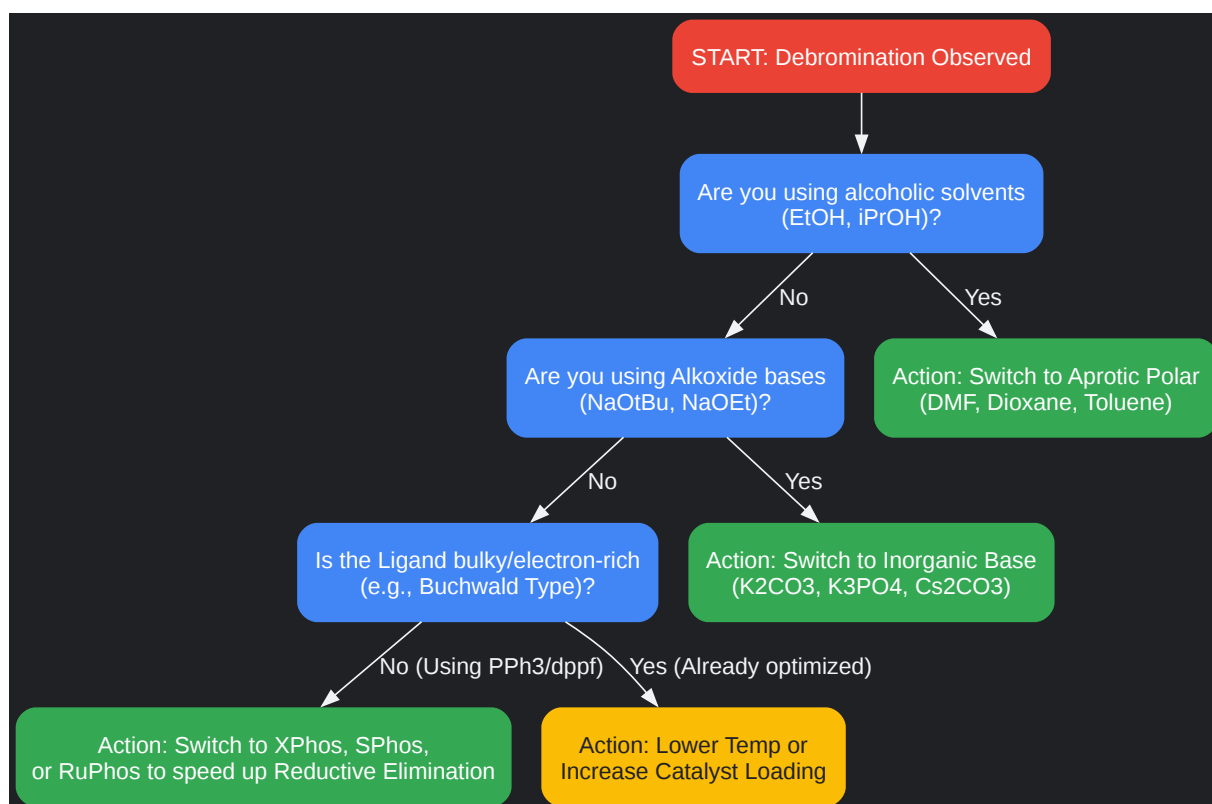 START: Debromination Observed
Are you using alcoholic solvents
(EtOH, iPrOH)?
No
Yes
Are you using Alkoxide bases
(NaOtBu, NaOEt)?
Action: Switch to Aprotic Polar
(DMF, Dioxane, Toluene)
No
Yes
Is the Ligand bulky/electron-rich
(e.g., Buchwald Type)?
Action: Switch to Inorganic Base
(K2CO3, K3PO4, Cs2CO3)
No (Using PPh3/dppf)
Yes (Already optimized)
Action: Switch to XPhos, SPhos,
or RuPhos to speed up Reductive Elimination
Action: Lower Temp or
Increase Catalyst Loading